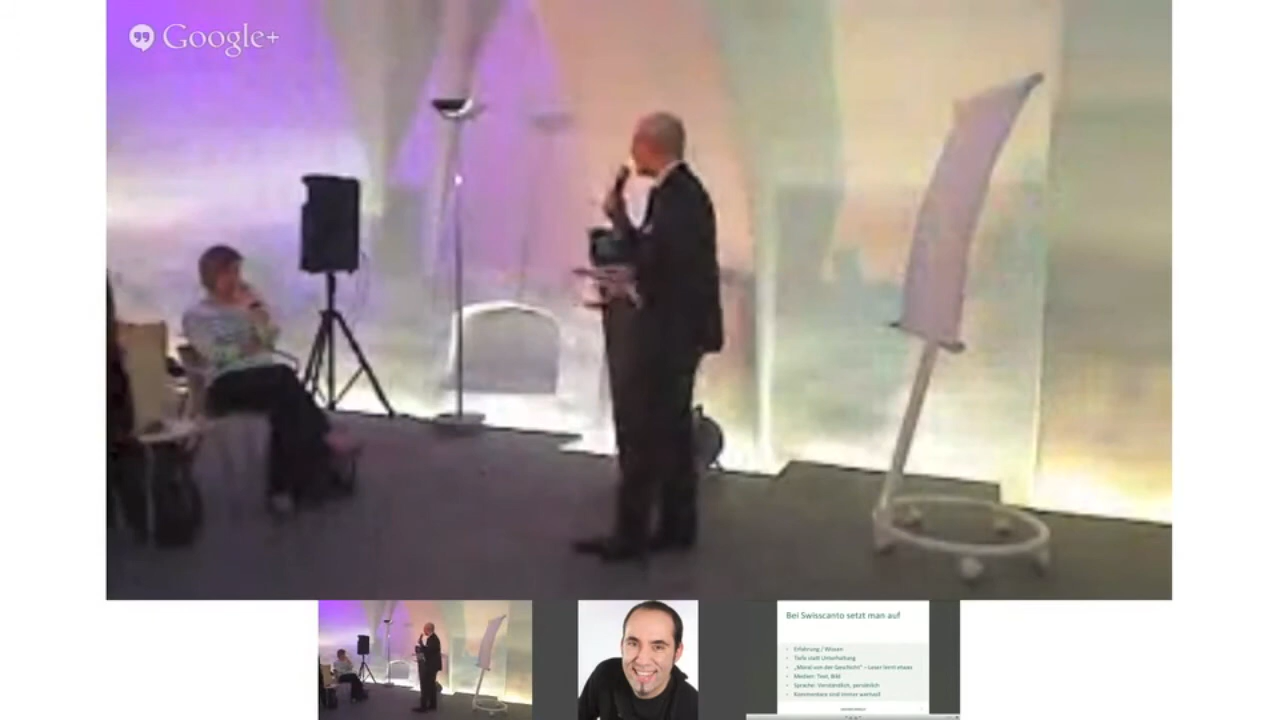 Google+
Bei Swisscanto setzt man auf
• Erfahrung / Wissen
• Tiefe statt Unterhaltung
• „Moral von der Geschicht" – Leser lernt etwas
• Medien: Text, Bild
• Sprache: Verständlich, persönlich
• Kommentare sind immer wertvoll